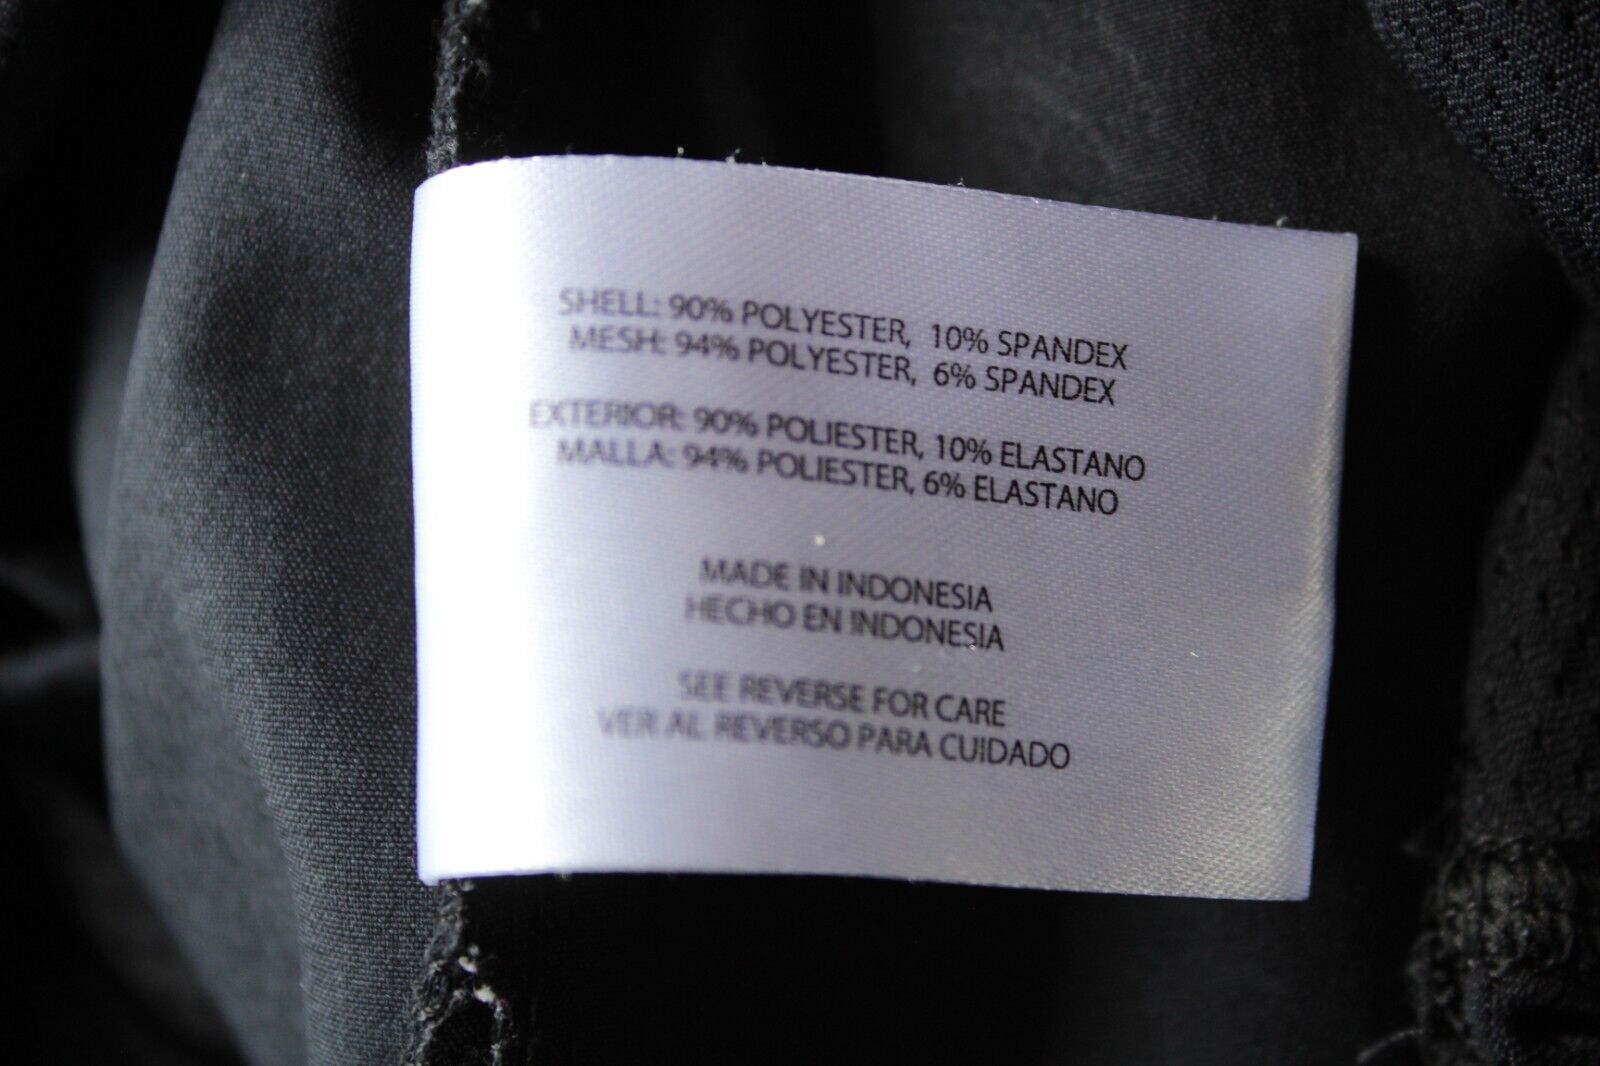 SHELL: 90% POLYESTER, 10% SPANDEX
MESH: 94% POLYESTER, 6% SPANDEX
EXTERIOR: 90% POLIESTER, 10% ELASTANO
MALLA: 94% POLIESTER, 6% ELASTANO
MADE IN INDONESIA
HECHO EN INDONESIA
SEE REVERSE FOR CARE
VER AL REVERSO PARA CUIDADO